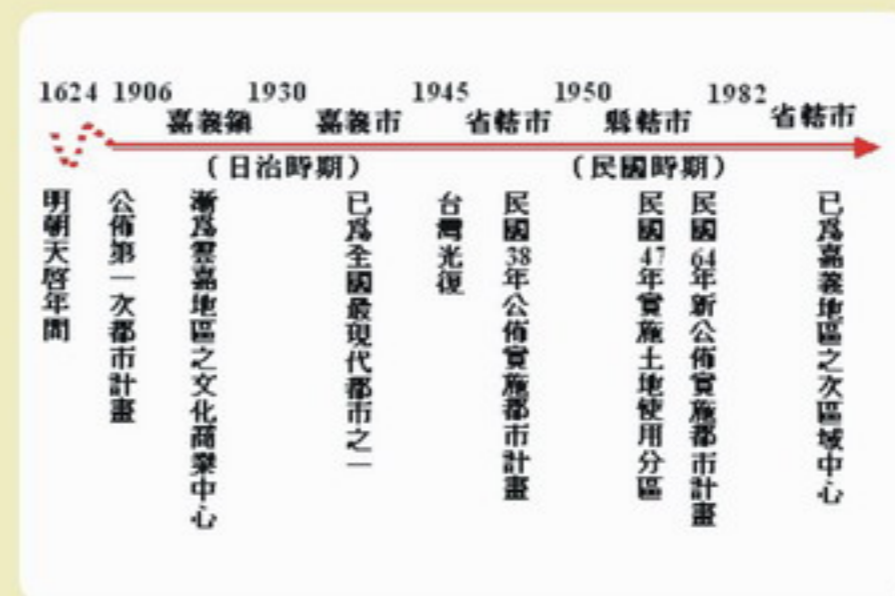 1624 1906 1930 1945 1950 1982
嘉義鎮 嘉義市 省轄市 縣轄市 省轄市
(日治時期) (民國時期)
明朝天啓年間
公佈第一次都市計畫
漸為雲嘉地區之文化商業中心
已為全國最現代都市之一
台灣光復
民國38年公佈實施都市計畫
民國47年實施土地使用分區
民國64年新公佈實施都市計畫
已為嘉義地區之次區域中心